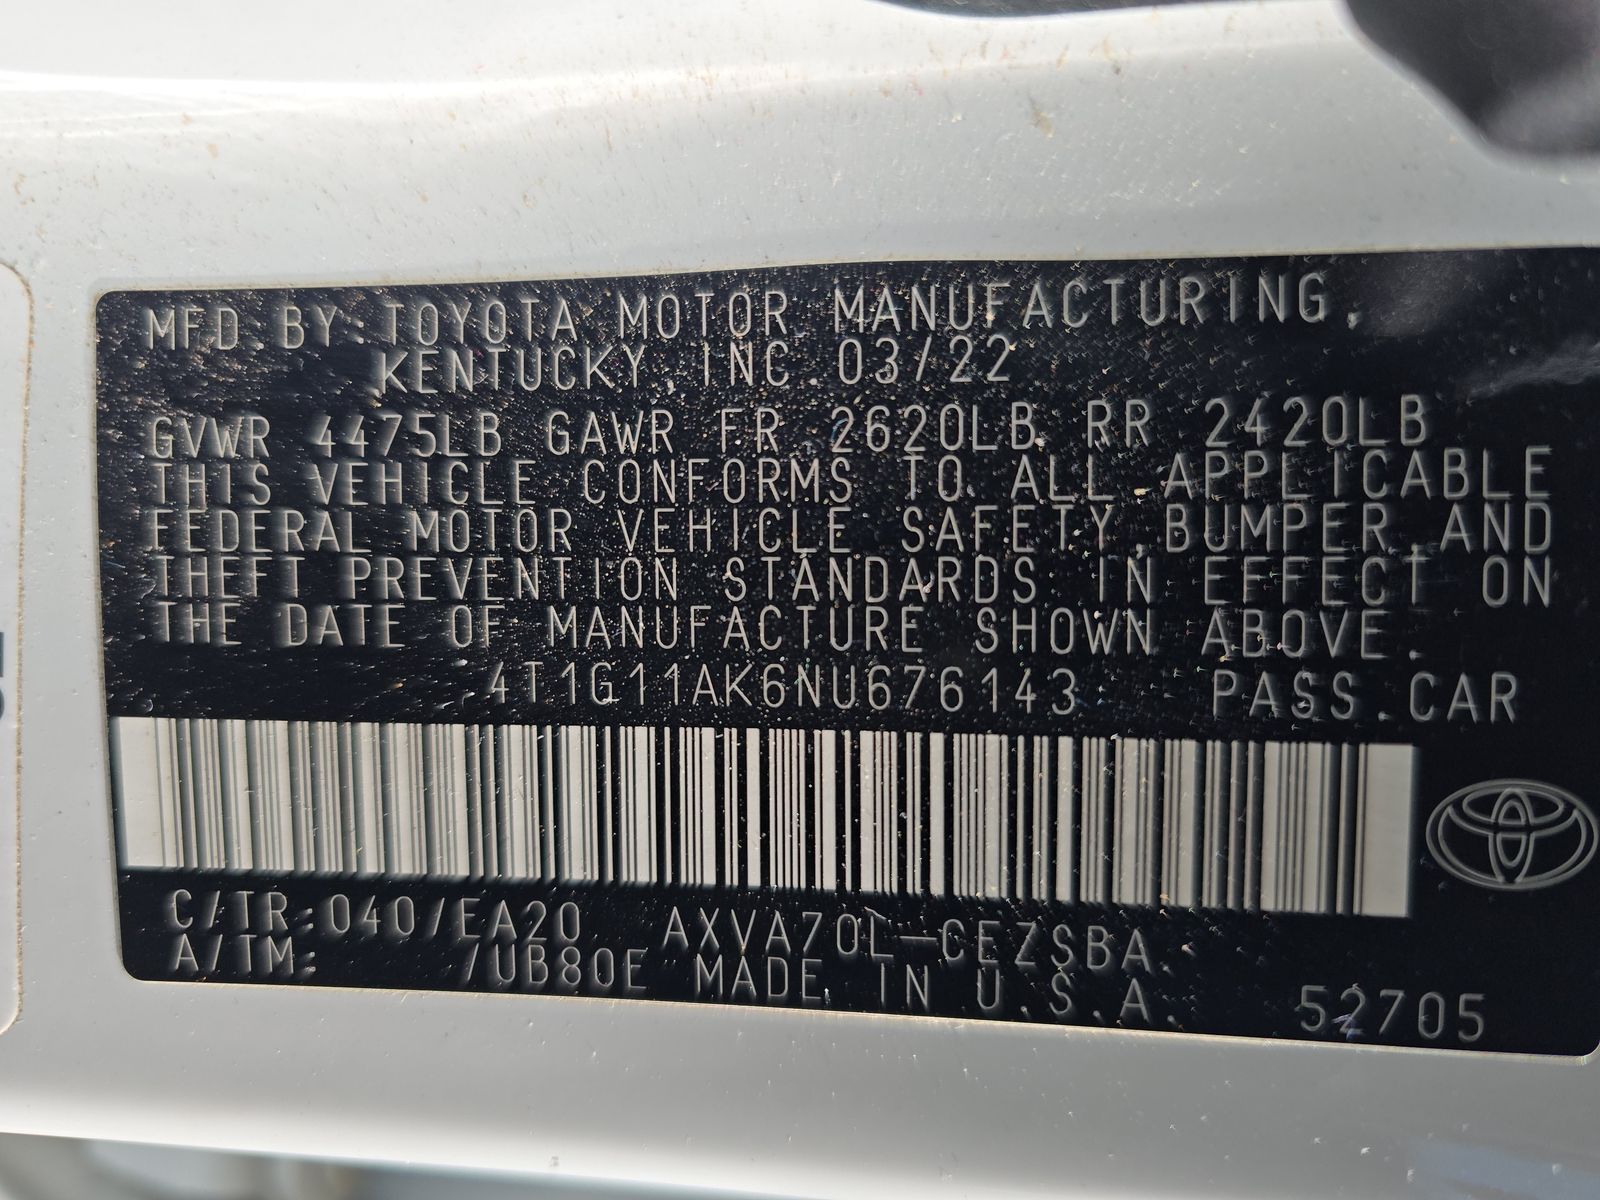 MFD BY: TOYOTA MOTOR MANUFACTURING,
KENTUCKY, INC. 03/22
GVWR 4475LB GAWR FR 2620LB RR 2420LB
THIS VEHICLE CONFORMS TO ALL APPLICABLE
FEDERAL MOTOR VEHICLE SAFETY, BUMPER, AND
THEFT PREVENTION STANDARDS IN EFFECT ON
THE DATE OF MANUFACTURE SHOWN ABOVE.
4T1G11AK6NU676143 PASS. CAR
C/TR: 040/EA20 AXVA70L-CEZSBA
A/TM: /UB80E MADE IN U.S.A. 52705